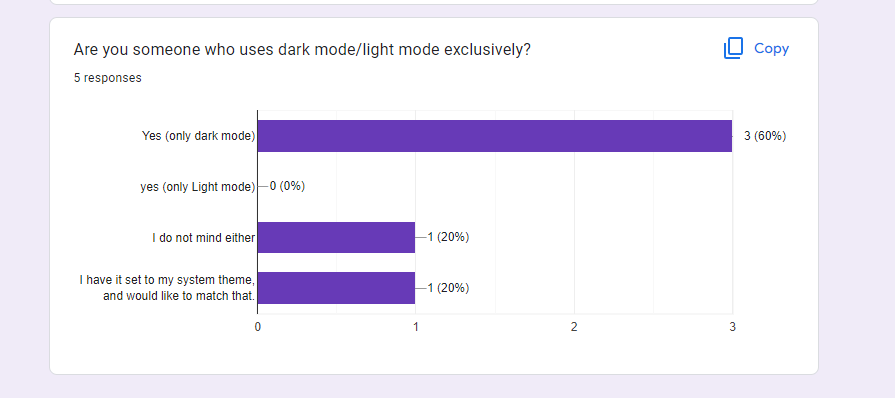 Are you someone who uses dark mode/light mode exclusively?
Copy
5 responses
Yes (only dark mode)
3 (60%)
yes (only Light mode)
0 (0%)
I do not mind either
1 (20%)
I have it set to my system theme,
and would like to match that.
1 (20%)
0
1
2
3